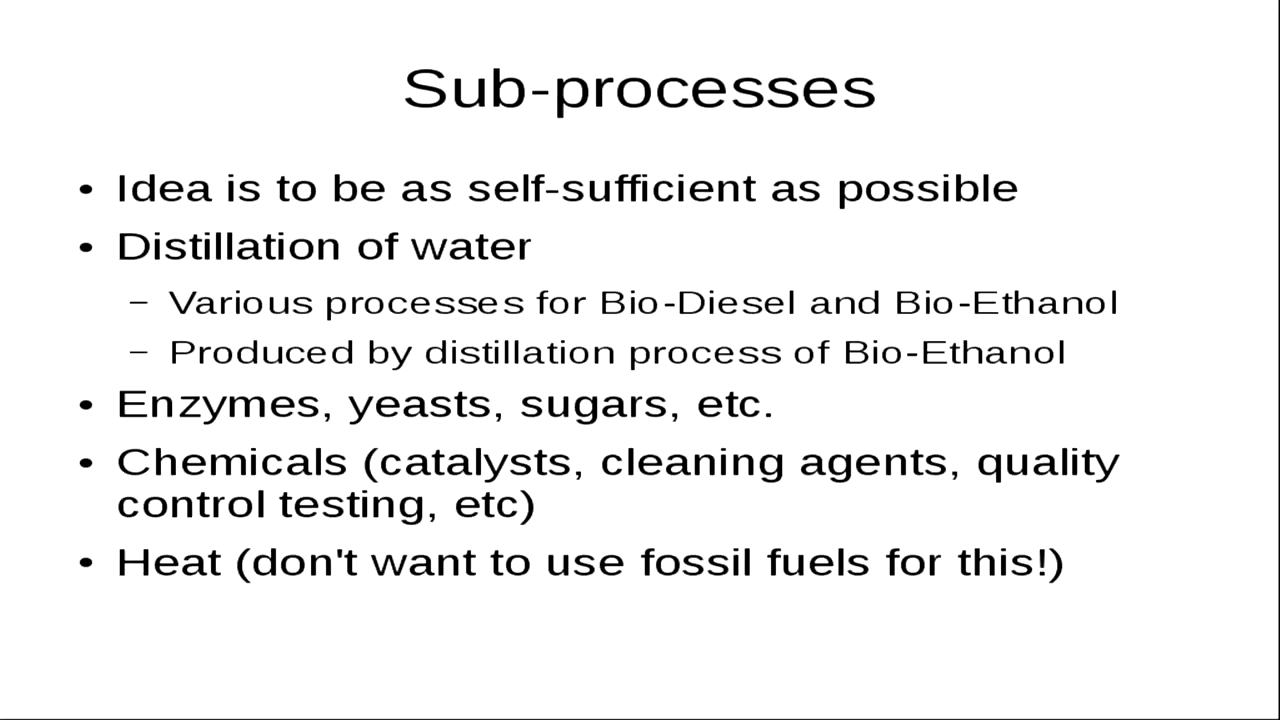 Sub-processes
• Idea is to be as self-sufficient as possible
• Distillation of water
– Various processes for Bio-Diesel and Bio-Ethanol
– Produced by distillation process of Bio-Ethanol
• Enzymes, yeasts, sugars, etc.
• Chemicals (catalysts, cleaning agents, quality
control testing, etc)
• Heat (don't want to use fossil fuels for this!)